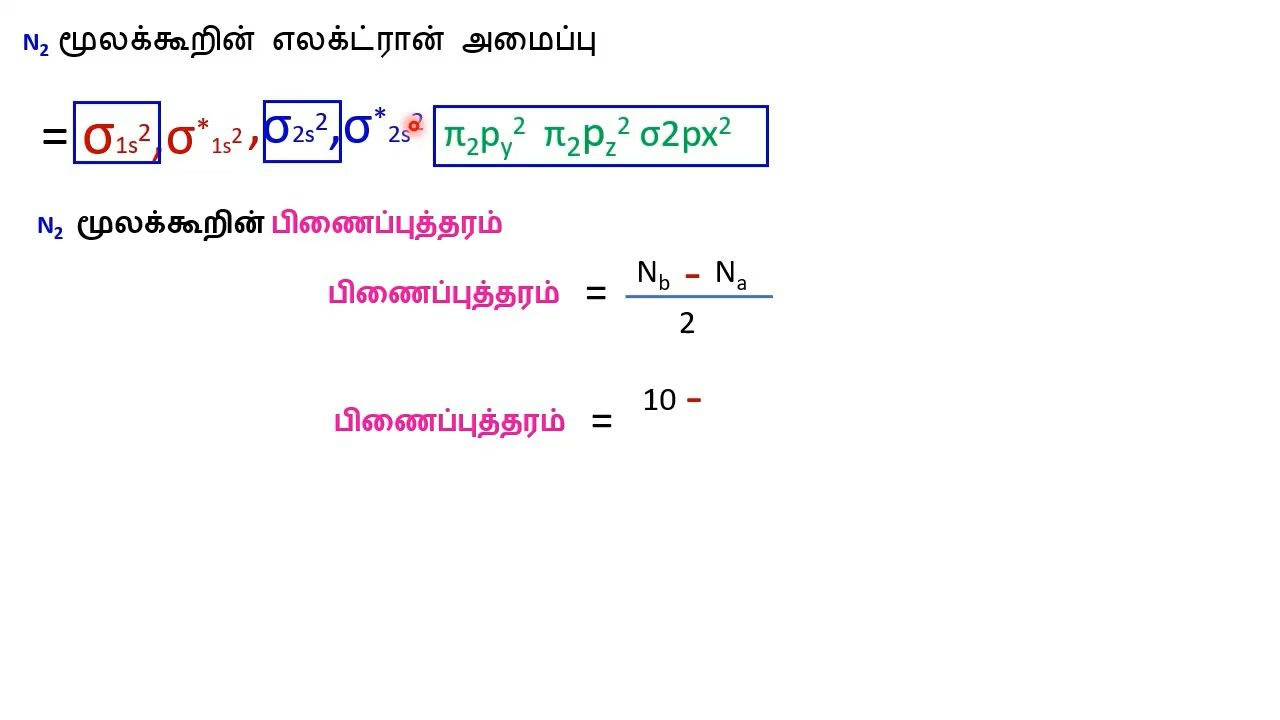 N₂ மூலக்கூறின் எலக்ட்ரான் அமைப்பு
= σ1s², σ*1s² , σ2s², σ*2s² π₂py² π₂pz² σ2px²
N₂ மூலக்கூறின் பிணைப்புத்தரம்
பிணைப்புத்தரம் = Nb – Na
2
பிணைப்புத்தரம் = 10 –